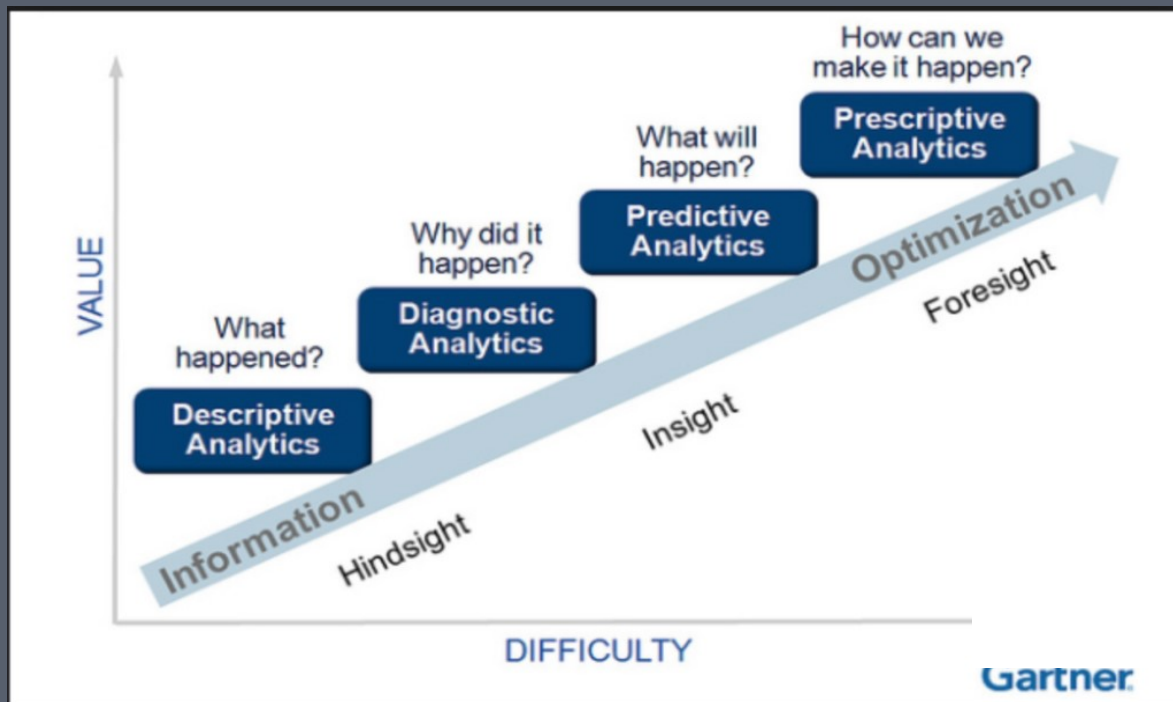 How can we
make it happen?
Prescriptive
Analytics
What will
happen?
Predictive
Analytics
Why did it
happen?
Diagnostic
Analytics
What
happened?
Descriptive
Analytics
VALUE
Information
Optimization
Hindsight
Insight
Foresight
DIFFICULTY
Gartner